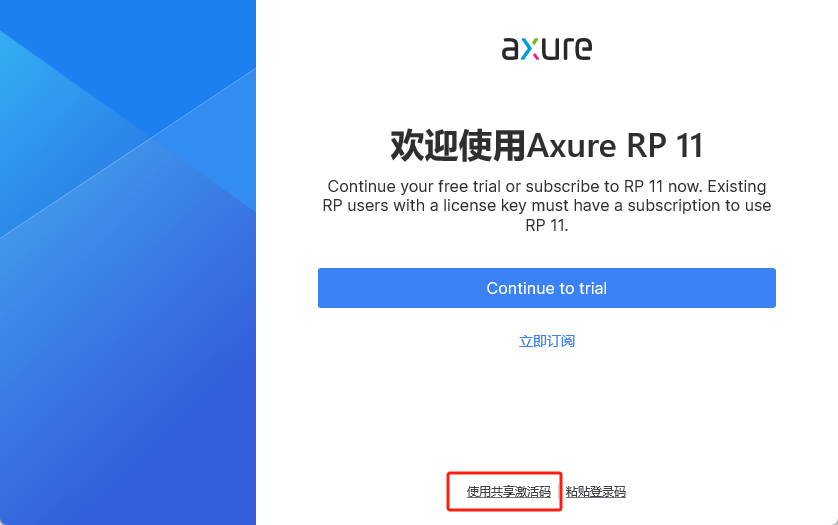 axure
欢迎使用Axure RP 11
Continue your free trial or subscribe to RP 11 now. Existing
RP users with a license key must have a subscription to use
RP 11.
Continue to trial
立即订阅
使用共享激活码 | 粘贴登录码